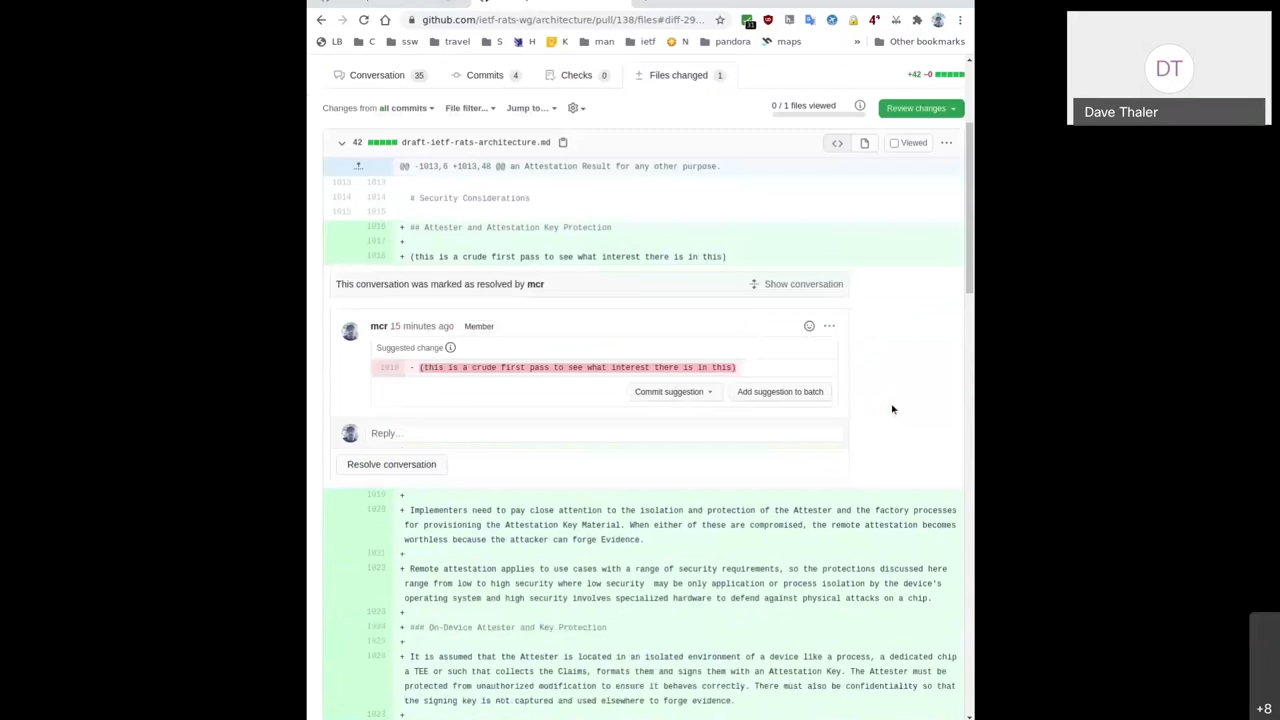 github.com/ietf-rats-wg/architecture/pull/138/files#diff-29...
LB C ssw travel S H K man ietf N pandora maps » Other bookmarks
Conversation 35 Commits 4 Checks 0 Files changed 1 +42 −0
Changes from all commits File filter... Jump to... 0 / 1 files viewed Review changes
42 draft-ietf-rats-architecture.md Viewed
@@ -1013,6 +1013,48 @@ an Attestation Result for any other purpose.
1013 1013
1014 1014 # Security Considerations
1015 1015
1016 + ## Attester and Attestation Key Protection
1017 +
1018 + (this is a crude first pass to see what interest there is in this)
This conversation was marked as resolved by mcr Show conversation
mcr 15 minutes ago Member
Suggested change
1018 - (this is a crude first pass to see what interest there is in this)
Commit suggestion Add suggestion to batch
Reply...
Resolve conversation
1019 +
1020 + Implementers need to pay close attention to the isolation and protection of the Attester and the factory processes
for provisioning the Attestation Key Material. When either of these are compromised, the remote attestation becomes
worthless because the attacker can forge Evidence.
1021 +
1022 + Remote attestation applies to use cases with a range of security requirements, so the protections discussed here
range from low to high security where low security may be only application or process isolation by the device's
operating system and high security involves specialized hardware to defend against physical attacks on a chip.
1023 +
1024 + ### On-Device Attester and Key Protection
1025 +
1026 + It is assumed that the Attester is located in an isolated environment of a device like a process, a dedicated chip
a TEE or such that collects the Claims, formats them and signs them with an Attestation Key. The Attester must be
protected from unauthorized modification to ensure it behaves correctly. There must also be confidentiality so that
the signing key is not captured and used elsewhere to forge evidence.
1027 +
DT
Dave Thaler
+8